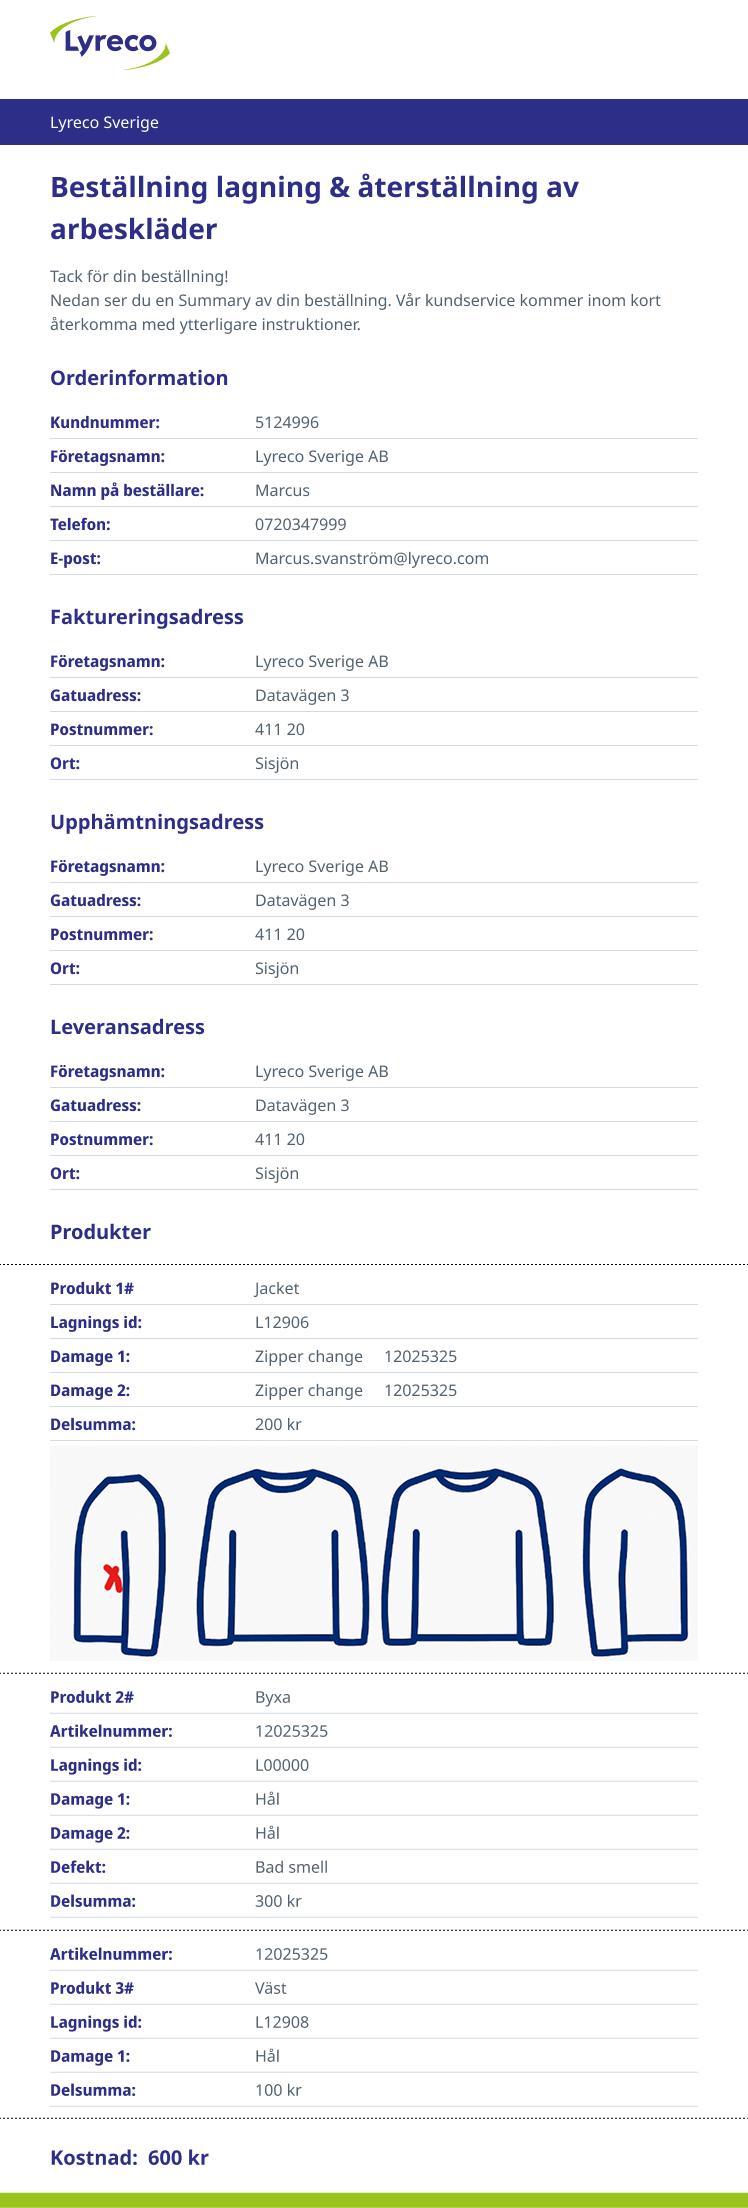 Lyreco
Lyreco Sverige
Beställning lagning & återställning av
arbeskläder
Tack för din beställning!
Nedan ser du en Summary av din beställning. Vår kundservice kommer inom kort
återkomma med ytterligare instruktioner.
Orderinformation
Kundnummer: 5124996
Företagsnamn: Lyreco Sverige AB
Namn på beställare: Marcus
Telefon: 0720347999
E-post: Marcus.svanström@lyreco.com
Faktureringsadress
Företagsnamn: Lyreco Sverige AB
Gatuadress: Datavägen 3
Postnummer: 411 20
Ort: Sisjön
Upphämtningsadress
Företagsnamn: Lyreco Sverige AB
Gatuadress: Datavägen 3
Postnummer: 411 20
Ort: Sisjön
Leveransadress
Företagsnamn: Lyreco Sverige AB
Gatuadress: Datavägen 3
Postnummer: 411 20
Ort: Sisjön
Produkter
Produkt 1# Jacket
Lagnings id: L12906
Damage 1: Zipper change 12025325
Damage 2: Zipper change 12025325
Delsumma: 200 kr
Produkt 2# Byxa
Artikelnummer: 12025325
Lagnings id: L00000
Damage 1: Hål
Damage 2: Hål
Defekt: Bad smell
Delsumma: 300 kr
Artikelnummer: 12025325
Produkt 3# Väst
Lagnings id: L12908
Damage 1: Hål
Delsumma: 100 kr
Kostnad: 600 kr